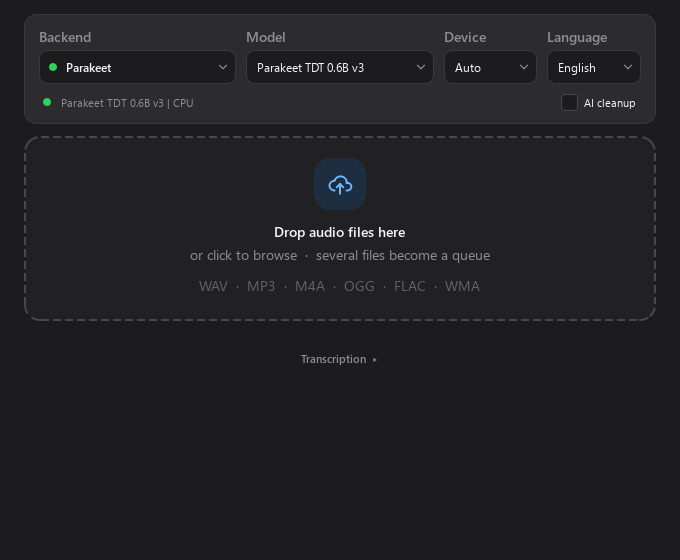 Backend Model Device Language
Parakeet Parakeet TDT 0.6B v3 Auto English
Parakeet TDT 0.6B v3 | CPU AI cleanup
Drop audio files here
or click to browse · several files become a queue
WAV · MP3 · M4A · OGG · FLAC · WMA
Transcription ▸